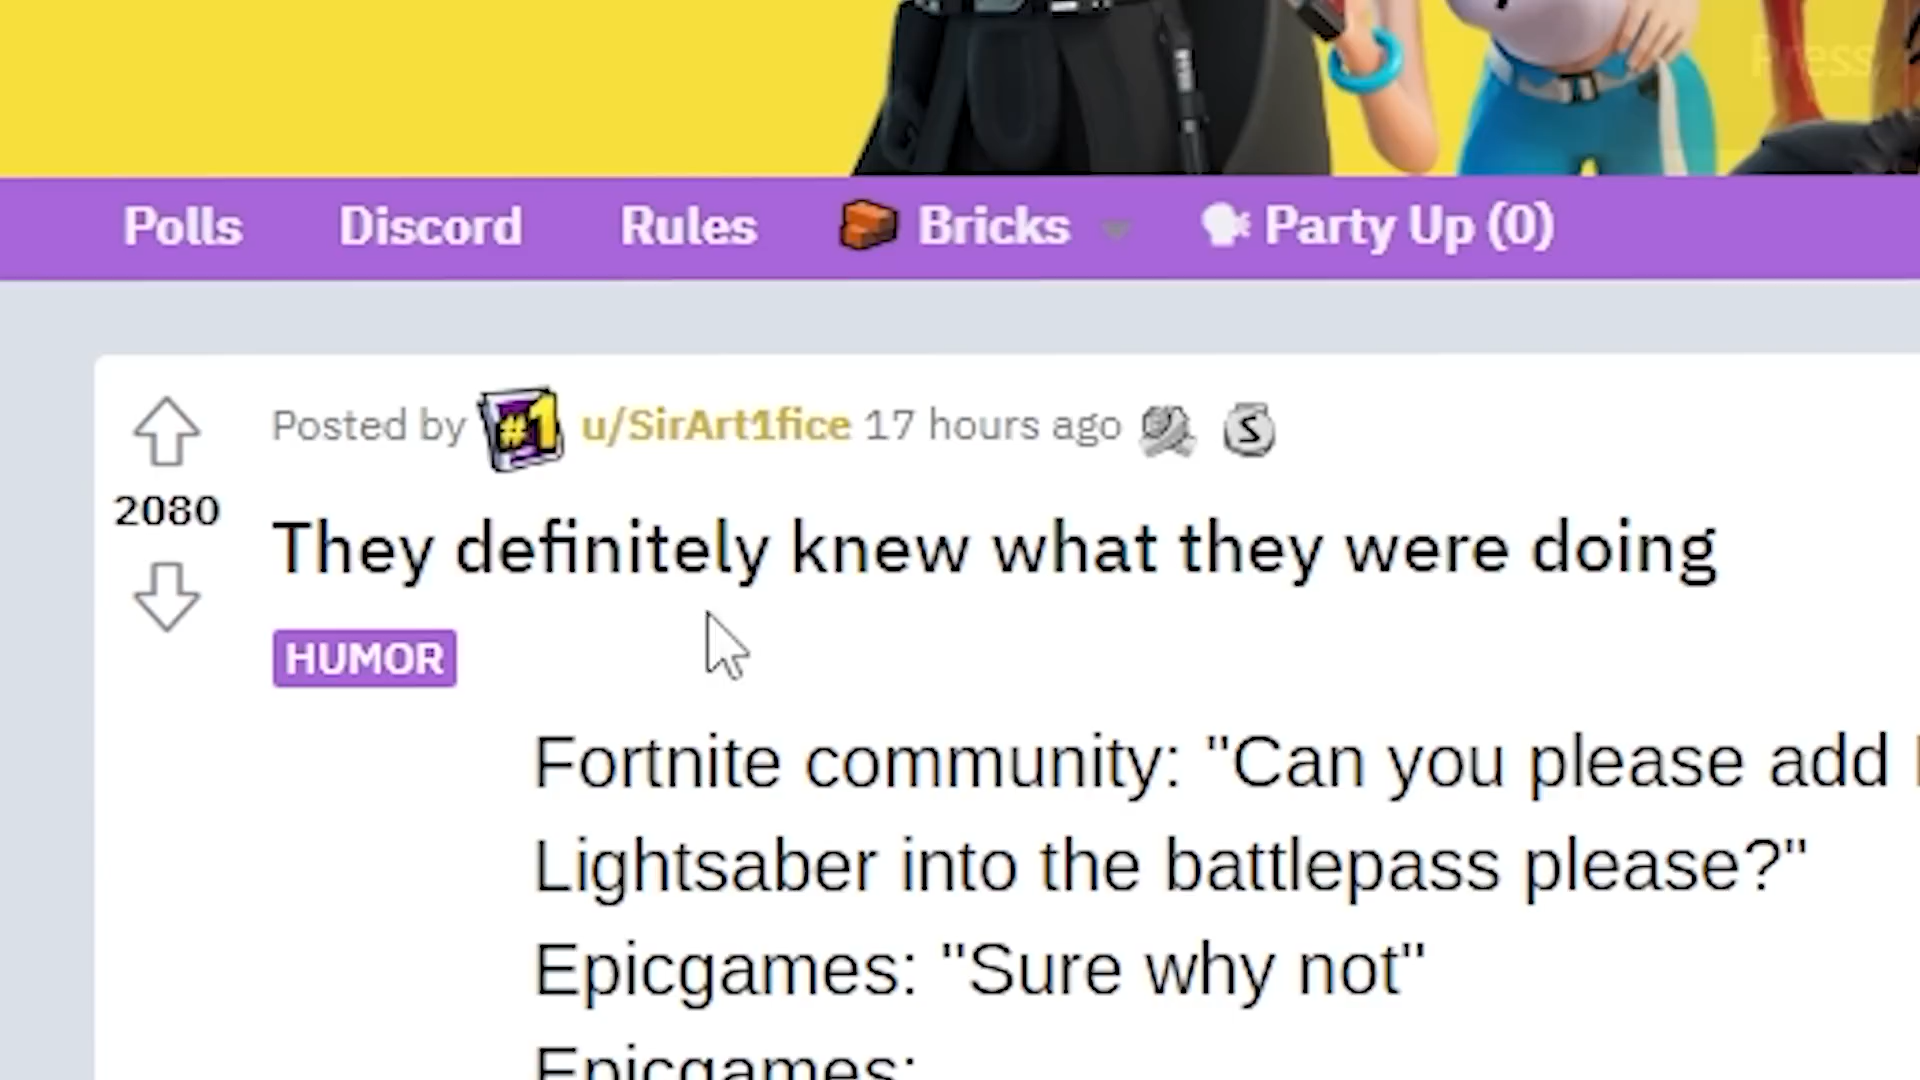 Press
Polls Discord Rules Bricks Party Up (0)
Posted by #1 u/SirArt1fice 17 hours ago S
2080
They definitely knew what they were doing
HUMOR
Fortnite community: "Can you please add
Lightsaber into the battlepass please?"
Epicgames: "Sure why not"
Epicgames: